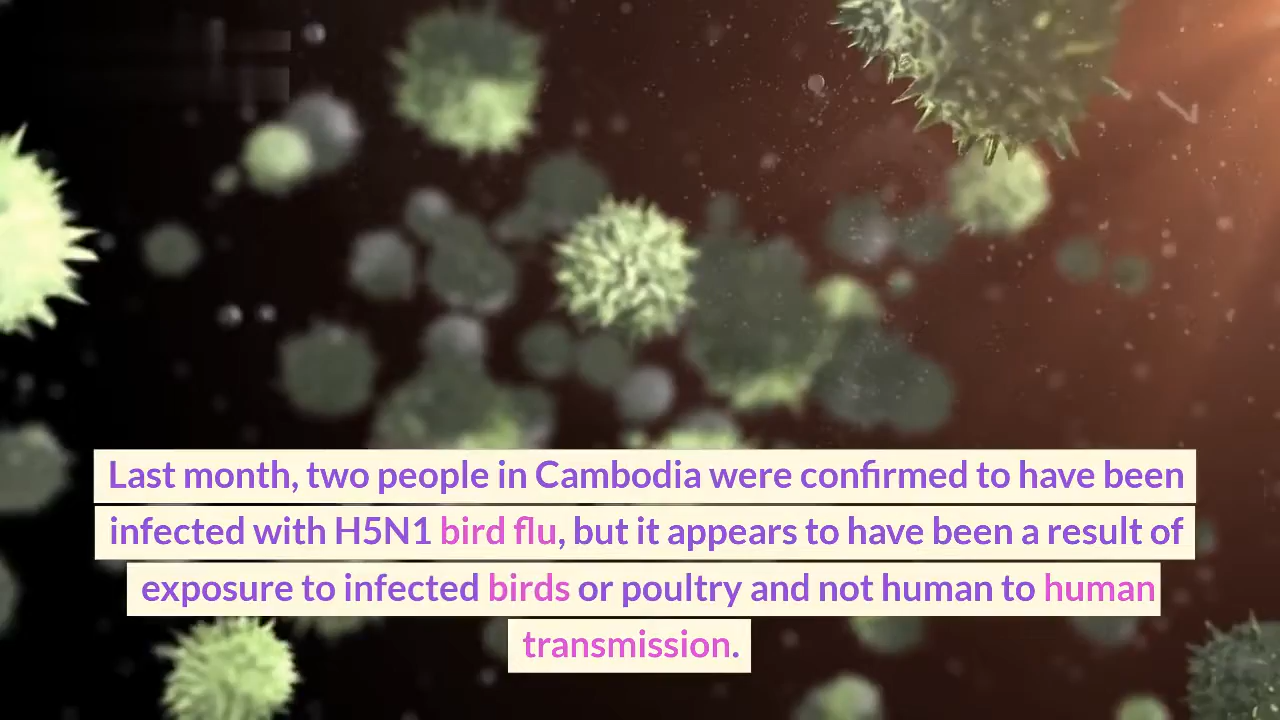 Last month, two people in Cambodia were confirmed to have been
infected with H5N1 bird flu, but it appears to have been a result of
exposure to infected birds or poultry and not human to human
transmission.